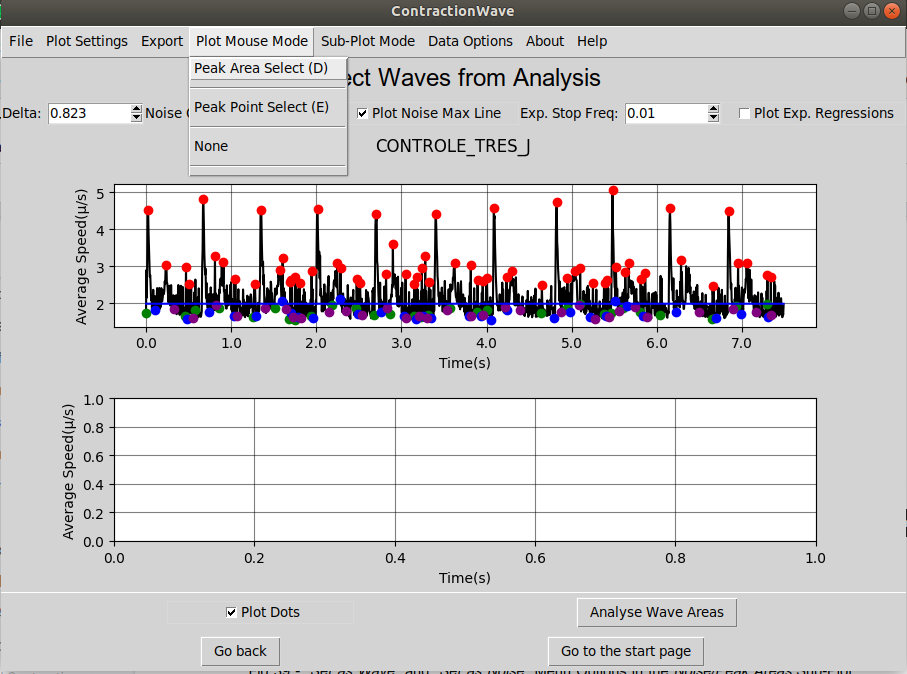 ContractionWave
File Plot Settings Export Plot Mouse Mode Sub-Plot Mode Data Options About Help
Peak Area Select (D)
Peak Point Select (E)
None
ct Waves from Analysis
Delta: 0.823 Noise Plot Noise Max Line Exp. Stop Freq: 0.01 Plot Exp. Regressions
CONTROLE_TRES_J
Average Speed(μ/s)
5
4
3
2
0.0 1.0 2.0 3.0 4.0 5.0 6.0 7.0
Time(s)
Average Speed(μ/s)
1.0
0.8
0.6
0.4
0.2
0.0
0.0 0.2 0.4 0.6 0.8 1.0
Time(s)
Plot Dots Analyse Wave Areas
Go back Go to the start page